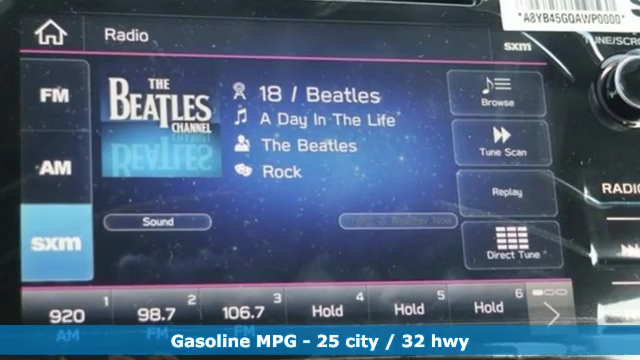 *A8YB45GQAWP0000*
Radio
sxm
TUNE/SCRO
FM
THE
BEATLES
CHANNEL
18 / Beatles
A Day In The Life
The Beatles
Rock
Browse
Tune Scan
Replay
Direct Tune
AM
sxm
Sound
RADIO
1
920
AM
2
98.7
FM
3
106.7
FM
4
Hold
5
Hold
6
Hold
Gasoline MPG - 25 city / 32 hwy